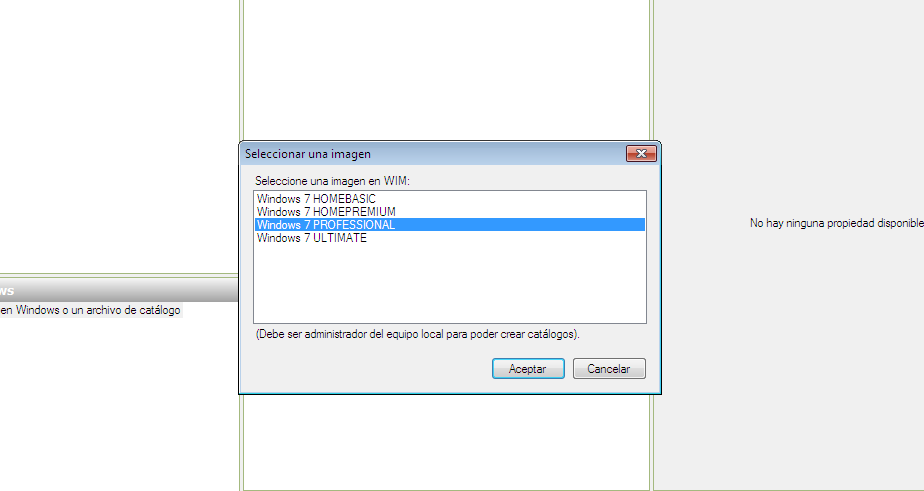 Seleccionar una imagen
Seleccione una imagen en WIM:
Windows 7 HOMEBASIC
Windows 7 HOMEPREMIUM
Windows 7 PROFESSIONAL
Windows 7 ULTIMATE
(Debe ser administrador del equipo local para poder crear catálogos).
Aceptar
Cancelar
No hay ninguna propiedad disponible
ws
en Windows o un archivo de catálogo